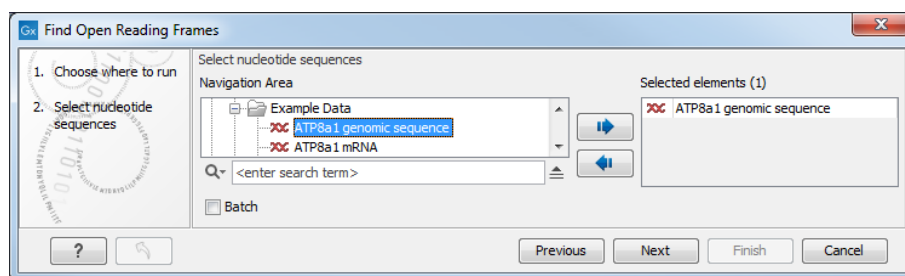 Gx Find Open Reading Frames
1. Choose where to run
2. Select nucleotide
sequences
Select nucleotide sequences
Navigation Area
Example Data
ATP8a1 genomic sequence
ATP8a1 mRNA
<enter search term>
Batch
Selected elements (1)
ATP8a1 genomic sequence
?
Previous
Next
Finish
Cancel